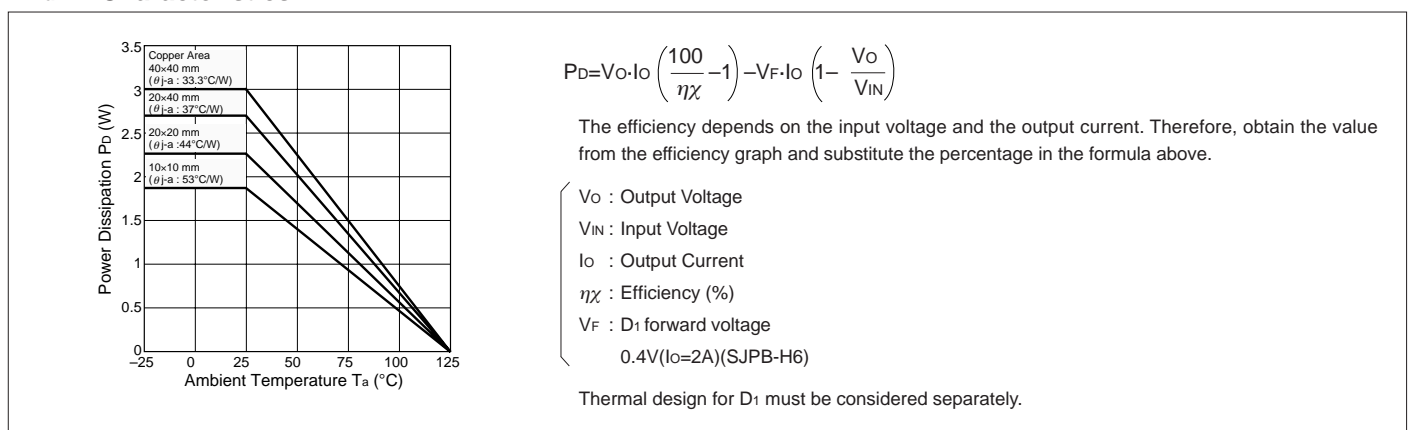 3.5
3
2.5
2
1.5
1
0.5
0
Power Dissipation PD (W)
Copper Area
40×40 mm
(θj-a : 33.3°C/W)
20×40 mm
(θj-a : 37°C/W)
20×20 mm
(θj-a :44°C/W)
10×10 mm
(θj-a : 53°C/W)
–25 0 25 50 75 100 125
Ambient Temperature Ta (°C)
PD=VO·IO (100/ηχ –1) –VF·IO (1– VO/VIN)
The efficiency depends on the input voltage and the output current. Therefore, obtain the value
from the efficiency graph and substitute the percentage in the formula above.
VO : Output Voltage
VIN : Input Voltage
IO : Output Current
ηχ : Efficiency (%)
VF : D1 forward voltage
0.4V(IO=2A)(SJPB-H6)
Thermal design for D1 must be considered separately.